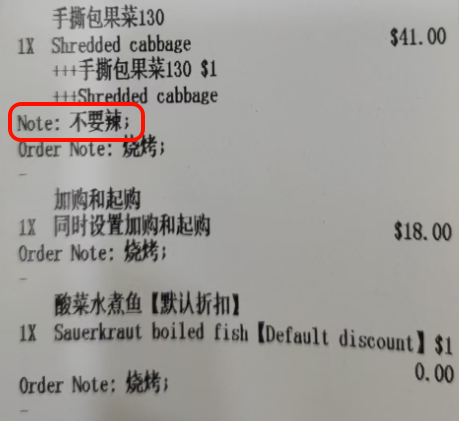 手撕包果菜130
1X Shredded cabbage $41.00
+++手撕包果菜130 $1
+++Shredded cabbage
Note: 不要辣;
Order Note: 烧烤;
-
加购和起购
1X 同时设置加购和起购 $18.00
Order Note: 烧烤;
-
酸菜水煮鱼【默认折扣】
1X Sauerkraut boiled fish【Default discount】 $1
0.00
Order Note: 烧烤;
-